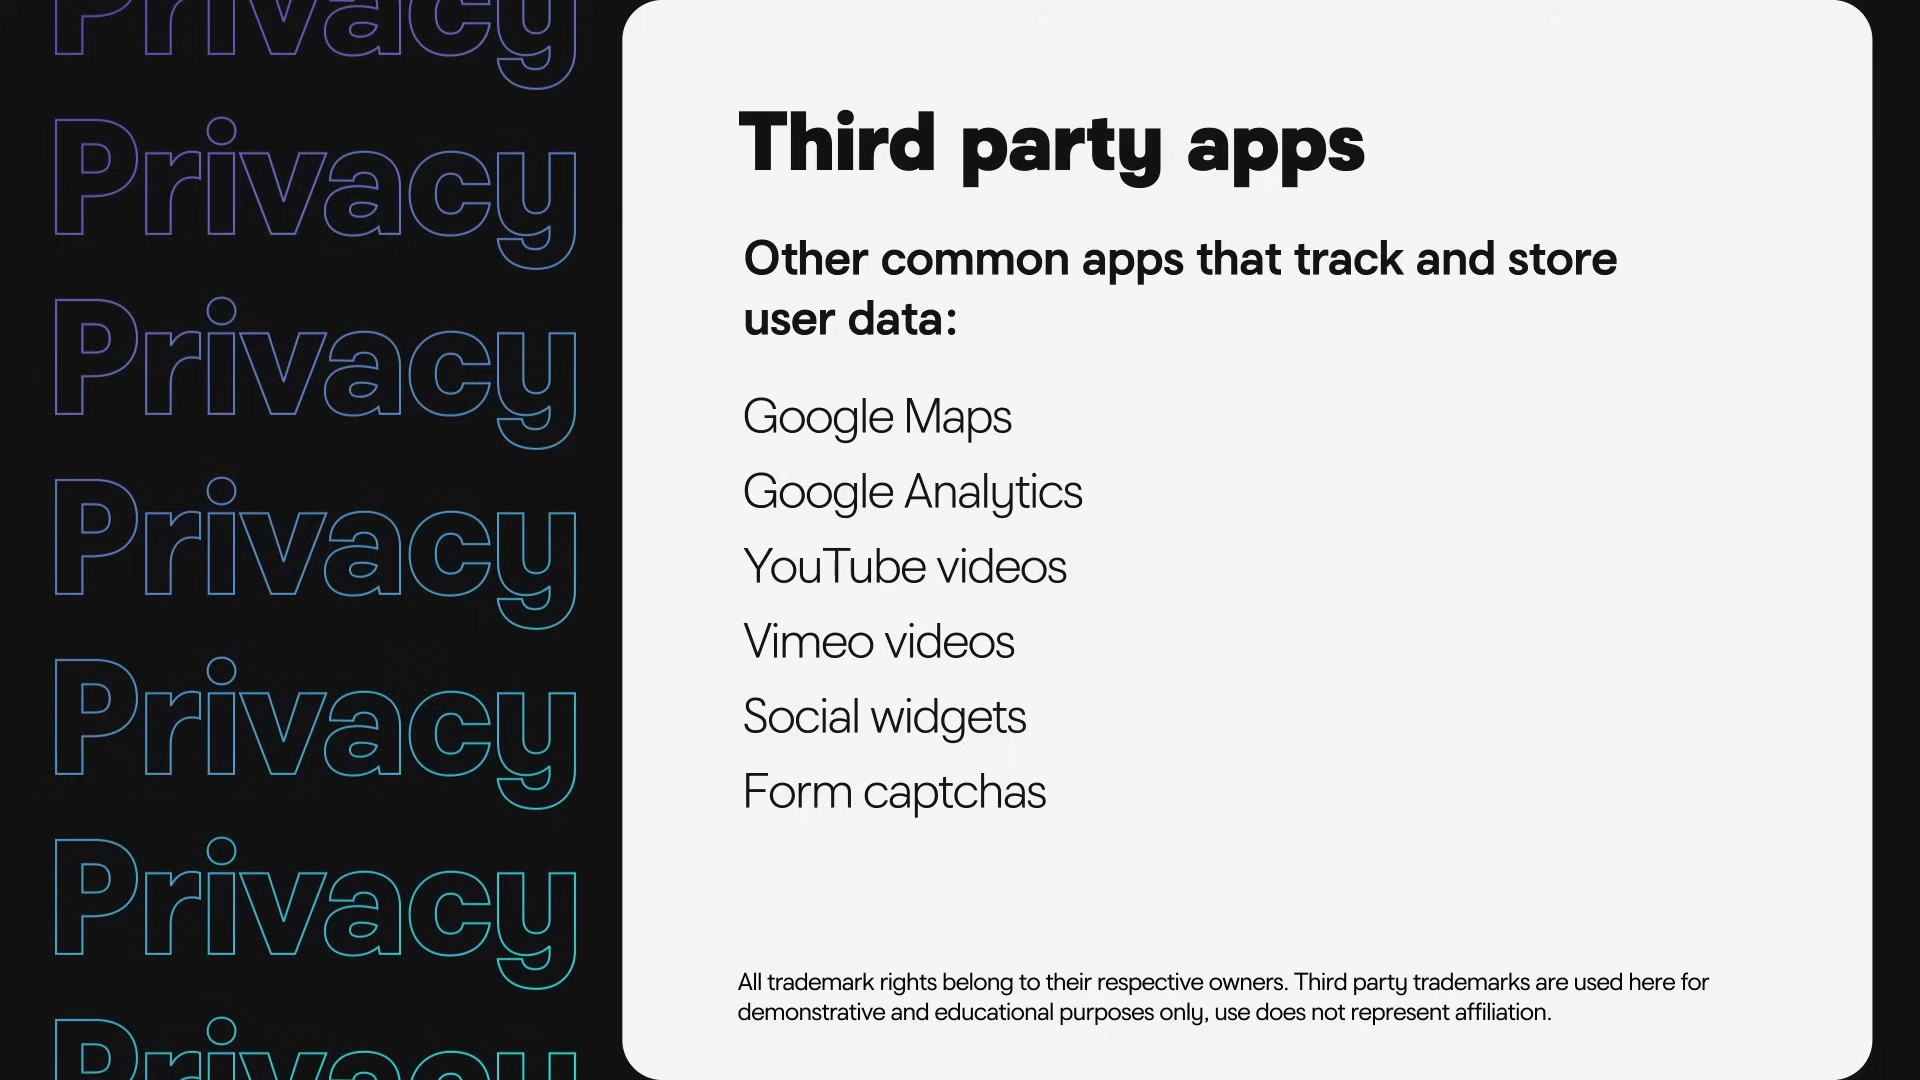 Privacy
Privacy
Privacy
Privacy
Privacy
Privacy
Privacy
Third party apps
Other common apps that track and store
user data:
Google Maps
Google Analytics
YouTube videos
Vimeo videos
Social widgets
Form captchas
All trademark rights belong to their respective owners. Third party trademarks are used here for
demonstrative and educational purposes only, use does not represent affiliation.